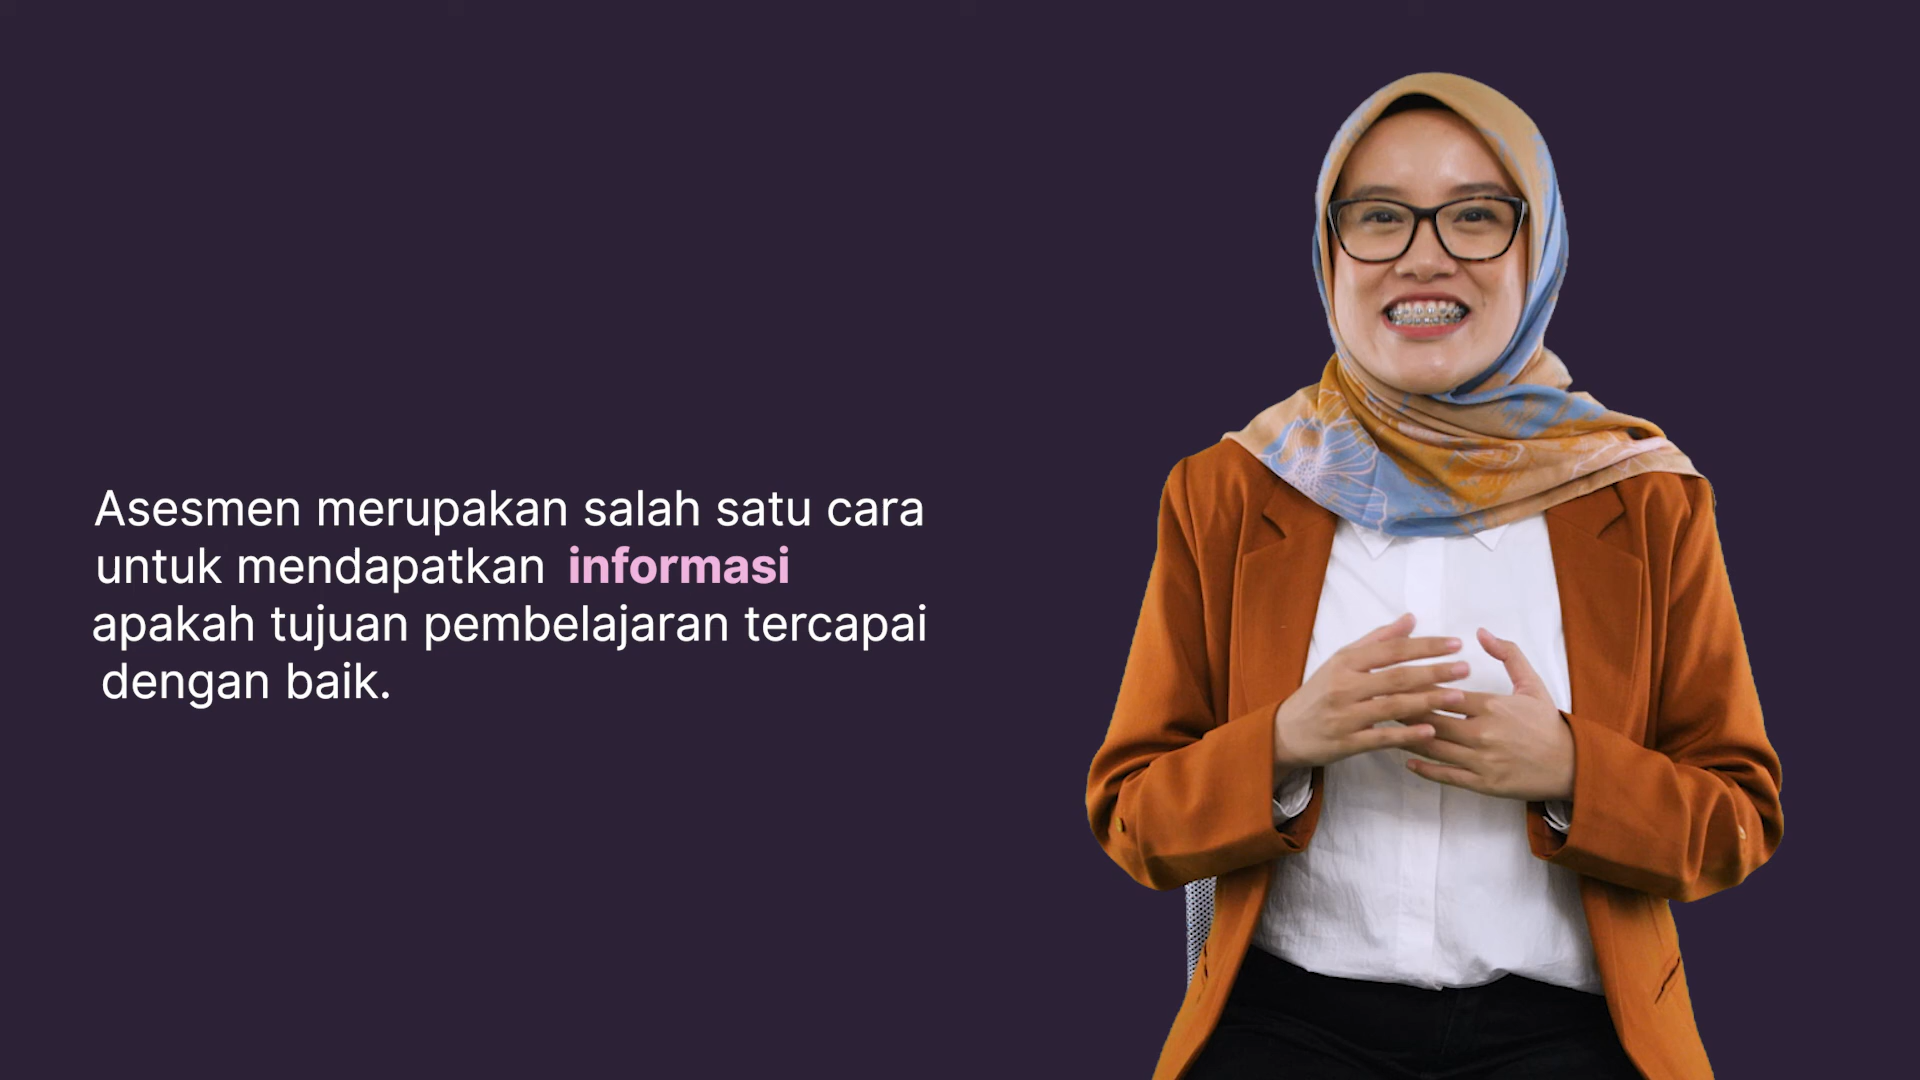 Asesmen merupakan salah satu cara
untuk mendapatkan informasi
apakah tujuan pembelajaran tercapai
dengan baik.